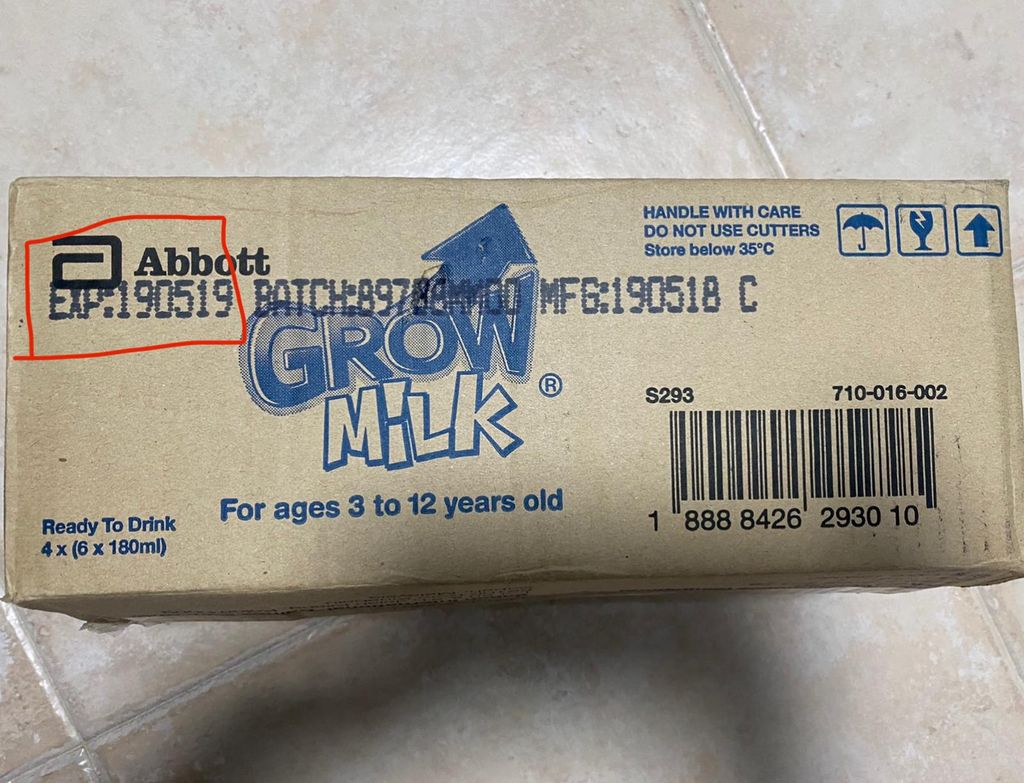 Abbott
EXP:190519 BATCH: MFG:190518 C
HANDLE WITH CARE
DO NOT USE CUTTERS
Store below 35°C
GROW
MiLK ®
For ages 3 to 12 years old
Ready To Drink
4 x (6 x 180ml)
S293 710-016-002
1 888 8426 2930 10